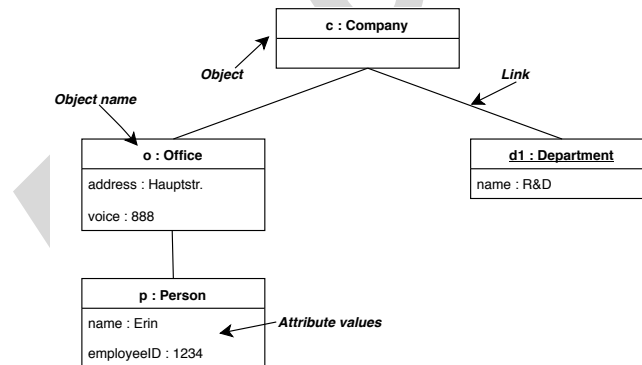 c : Company
Object
Link
Object name
o : Office
address : Hauptstr.
voice : 888
d1 : Department
name : R&D
p : Person
name : Erin
employeeID : 1234
Attribute values